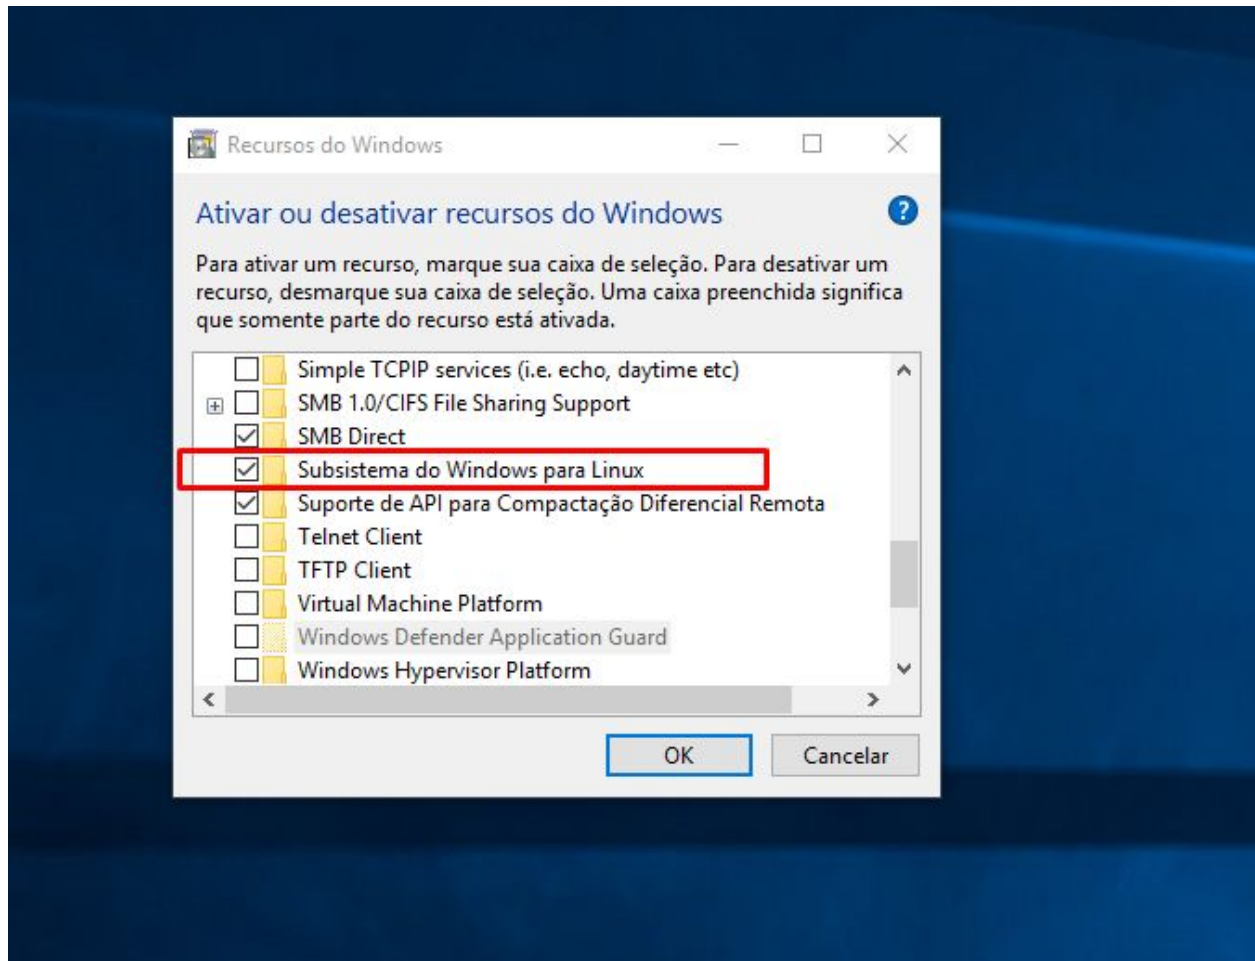 Recursos do Windows
Ativar ou desativar recursos do Windows
?
Para ativar um recurso, marque sua caixa de seleção. Para desativar um
recurso, desmarque sua caixa de seleção. Uma caixa preenchida significa
que somente parte do recurso está ativada.
Simple TCPIP services (i.e. echo, daytime etc)
SMB 1.0/CIFS File Sharing Support
SMB Direct
Subsistema do Windows para Linux
Suporte de API para Compactação Diferencial Remota
Telnet Client
TFTP Client
Virtual Machine Platform
Windows Defender Application Guard
Windows Hypervisor Platform
OK
Cancelar